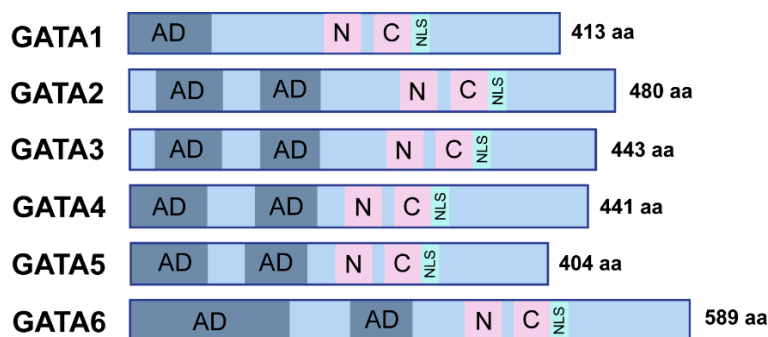 GATA1 AD N C NLS 413 aa
GATA2 AD AD N C NLS 480 aa
GATA3 AD AD N C NLS 443 aa
GATA4 AD AD N C NLS 441 aa
GATA5 AD AD N C NLS 404 aa
GATA6 AD AD N C NLS 589 aa